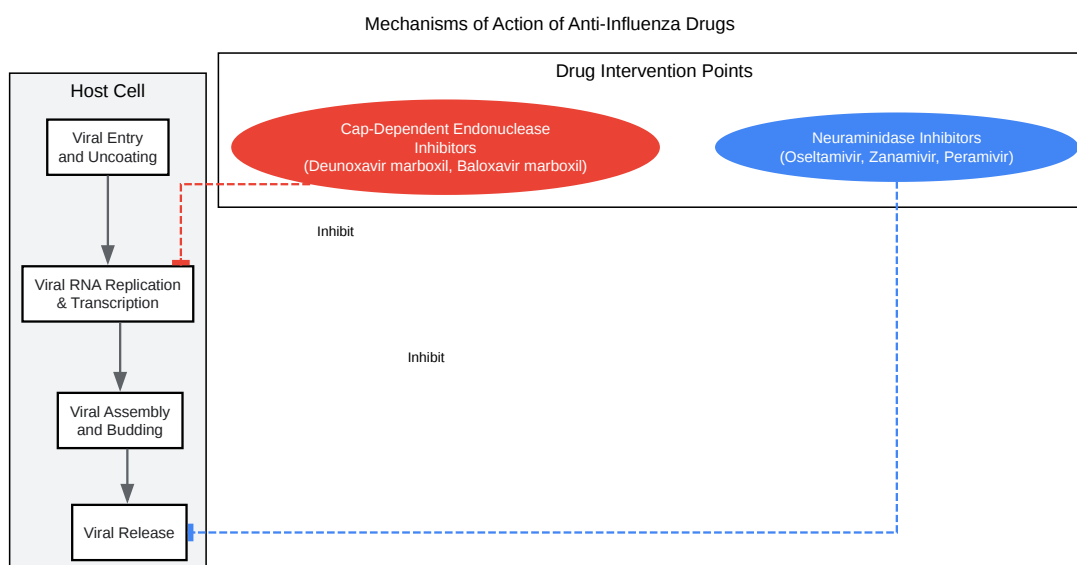 Mechanisms of Action of Anti-Influenza Drugs
Drug Intervention Points
Host Cell
Cap-Dependent Endonuclease
Inhibitors
(Deunoxavir marboxil, Baloxavir marboxil)
Neuraminidase Inhibitors
(Oseltamivir, Zanamivir, Peramivir)
Viral Entry
and Uncoating
Inhibit
Viral RNA Replication
& Transcription
Inhibit
Viral Assembly
and Budding
Viral Release